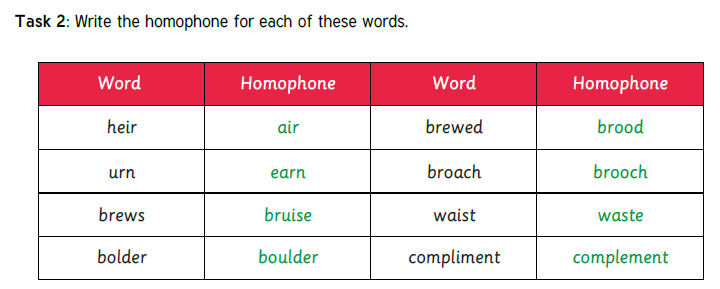 Task 2: Write the homophone for each of these words.
Word Homophone Word Homophone
heir air brewed brood
urn earn broach brooch
brews bruise waist waste
bolder boulder compliment complement